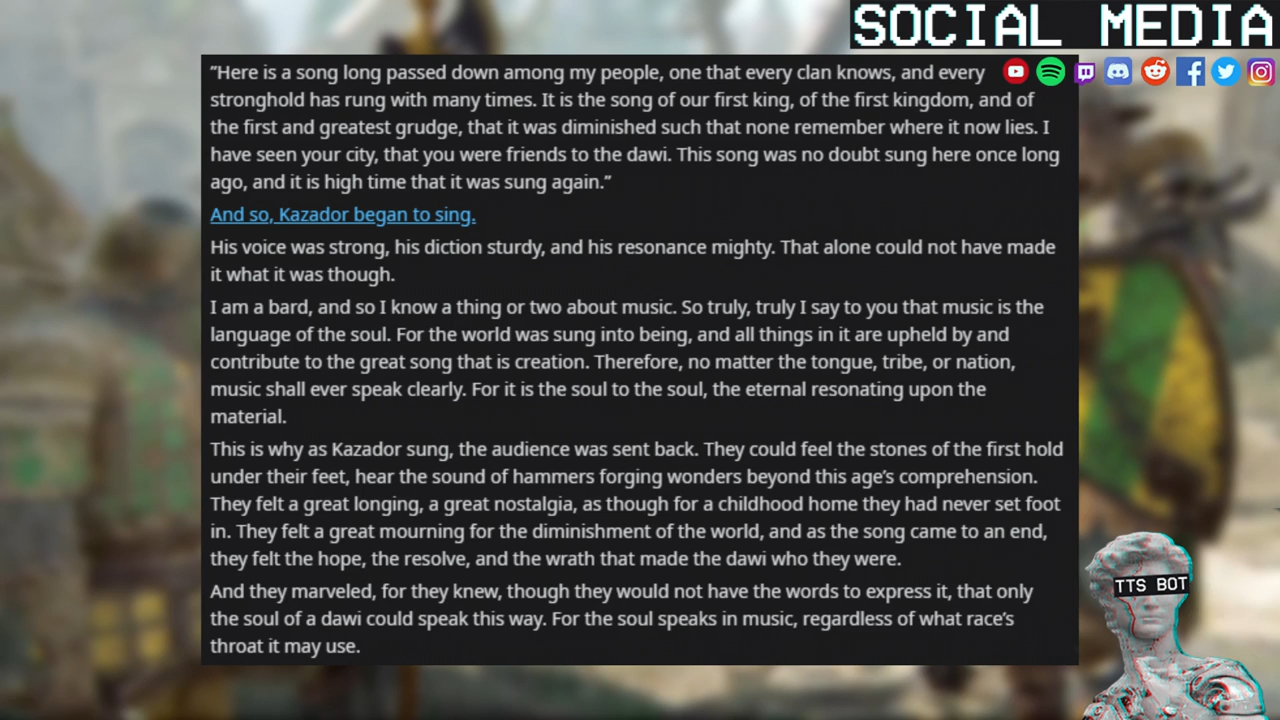 SOCIAL MEDIA
"Here is a song long passed down among my people, one that every clan knows, and every
stronghold has rung with many times. It is the song of our first king, of the first kingdom, and of
the first and greatest grudge, that it was diminished such that none remember where it now lies. I
have seen your city, that you were friends to the dawi. This song was no doubt sung here once long
ago, and it is high time that it was sung again."
And so, Kazador began to sing.
His voice was strong, his diction sturdy, and his resonance mighty. That alone could not have made
it what it was though.
I am a bard, and so I know a thing or two about music. So truly, truly I say to you that music is the
language of the soul. For the world was sung into being, and all things in it are upheld by and
contribute to the great song that is creation. Therefore, no matter the tongue, tribe, or nation,
music shall ever speak clearly. For it is the soul to the soul, the eternal resonating upon the
material.
This is why as Kazador sung, the audience was sent back. They could feel the stones of the first hold
under their feet, hear the sound of hammers forging wonders beyond this age's comprehension.
They felt a great longing, a great nostalgia, as though for a childhood home they had never set foot
in. They felt a great mourning for the diminishment of the world, and as the song came to an end,
they felt the hope, the resolve, and the wrath that made the dawi who they were.
And they marveled, for they knew, though they would not have the words to express it, that only
the soul of a dawi could speak this way. For the soul speaks in music, regardless of what race's
throat it may use.
TTS BOT